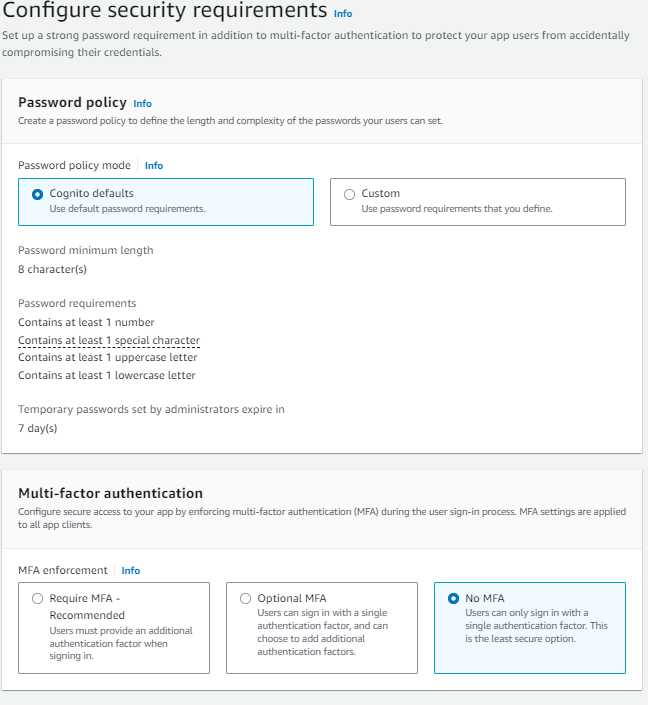 Configure security requirements Info
Set up a strong password requirement in addition to multi-factor authentication to protect your app users from accidentally
compromising their credentials.
Password policy Info
Create a password policy to define the length and complexity of the passwords your users can set.
Password policy mode Info
Cognito defaults
Use default password requirements.
Custom
Use password requirements that you define.
Password minimum length
8 character(s)
Password requirements
Contains at least 1 number
Contains at least 1 special character
Contains at least 1 uppercase letter
Contains at least 1 lowercase letter
Temporary passwords set by administrators expire in
7 day(s)
Multi-factor authentication
Configure secure access to your app by enforcing multi-factor authentication (MFA) during the user sign-in process. MFA settings are applied
to all app clients.
MFA enforcement Info
Require MFA -
Recommended
Users must provide an additional
authentication factor when
signing in.
Optional MFA
Users can sign in with a single
authentication factor, and can
choose to add additional
authentication factors.
No MFA
Users can only sign in with a
single authentication factor. This
is the least secure option.